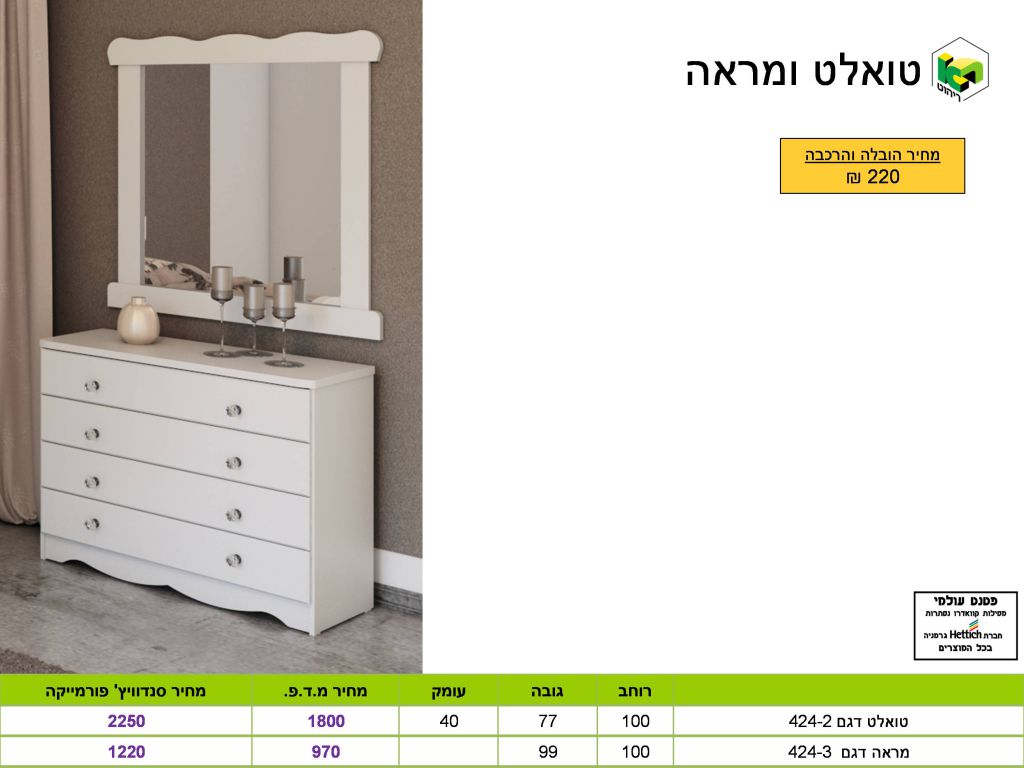 טואלט ומראה
ריהוט
מחיר הובלה והרכבה
220 ₪
פטנט עולמי
מסילות קוואדרו נסתרות
חברת Hettich גרמניה
בכל המוצרים
רוחב גובה עומק מחיר מ.ד.פ. מחיר סנדוויץ' פורמייקה
טואלט דגם 424-2 100 77 40 1800 2250
מראה דגם 424-3 100 99 970 1220